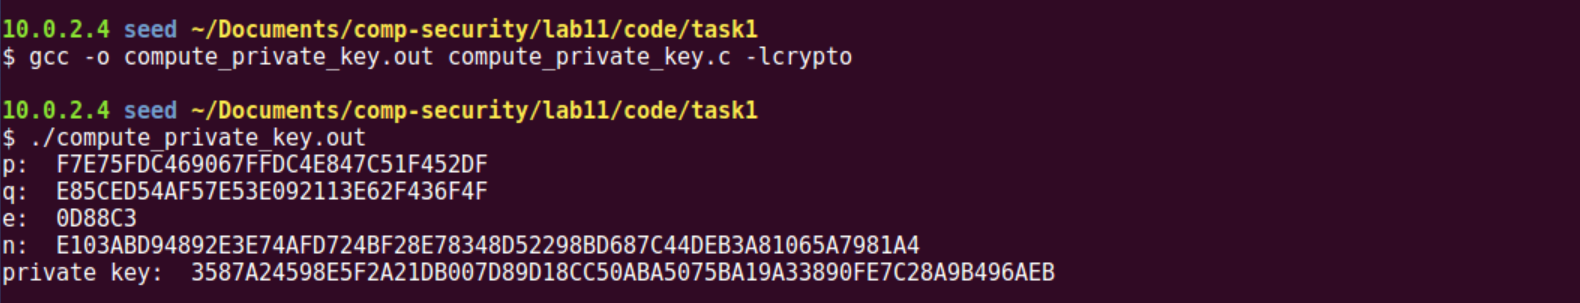 10.0.2.4 seed ~/Documents/comp-security/lab11/code/task1
$ gcc -o compute_private_key.out compute_private_key.c -lcrypto
10.0.2.4 seed ~/Documents/comp-security/lab11/code/task1
$ ./compute_private_key.out
p:  F7E75FDC469067FFDC4E847C51F452DF
q:  E85CED54AF57E53E092113E62F436F4F
e:  0D88C3
n:  E103ABD94892E3E74AFD724BF28E78348D52298BD687C44DEB3A81065A7981A4
private key:  3587A24598E5F2A21DB007D89D18CC50ABA5075BA19A33890FE7C28A9B496AEB